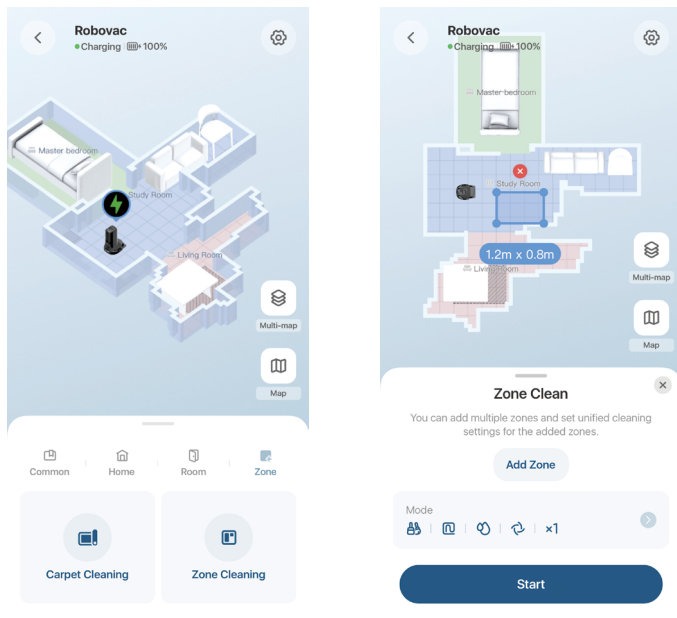 Robovac
Charging 100%
Master bedroom
Study Room
Living Room
Multi-map
Map
Common
Home
Room
Zone
Carpet Cleaning
Zone Cleaning
Robovac
Charging 100%
Master bedroom
Study Room
1.2m x 0.8m
Living Room
Multi-map
Map
Zone Clean
You can add multiple zones and set unified cleaning
settings for the added zones.
Add Zone
Mode
×1
Start